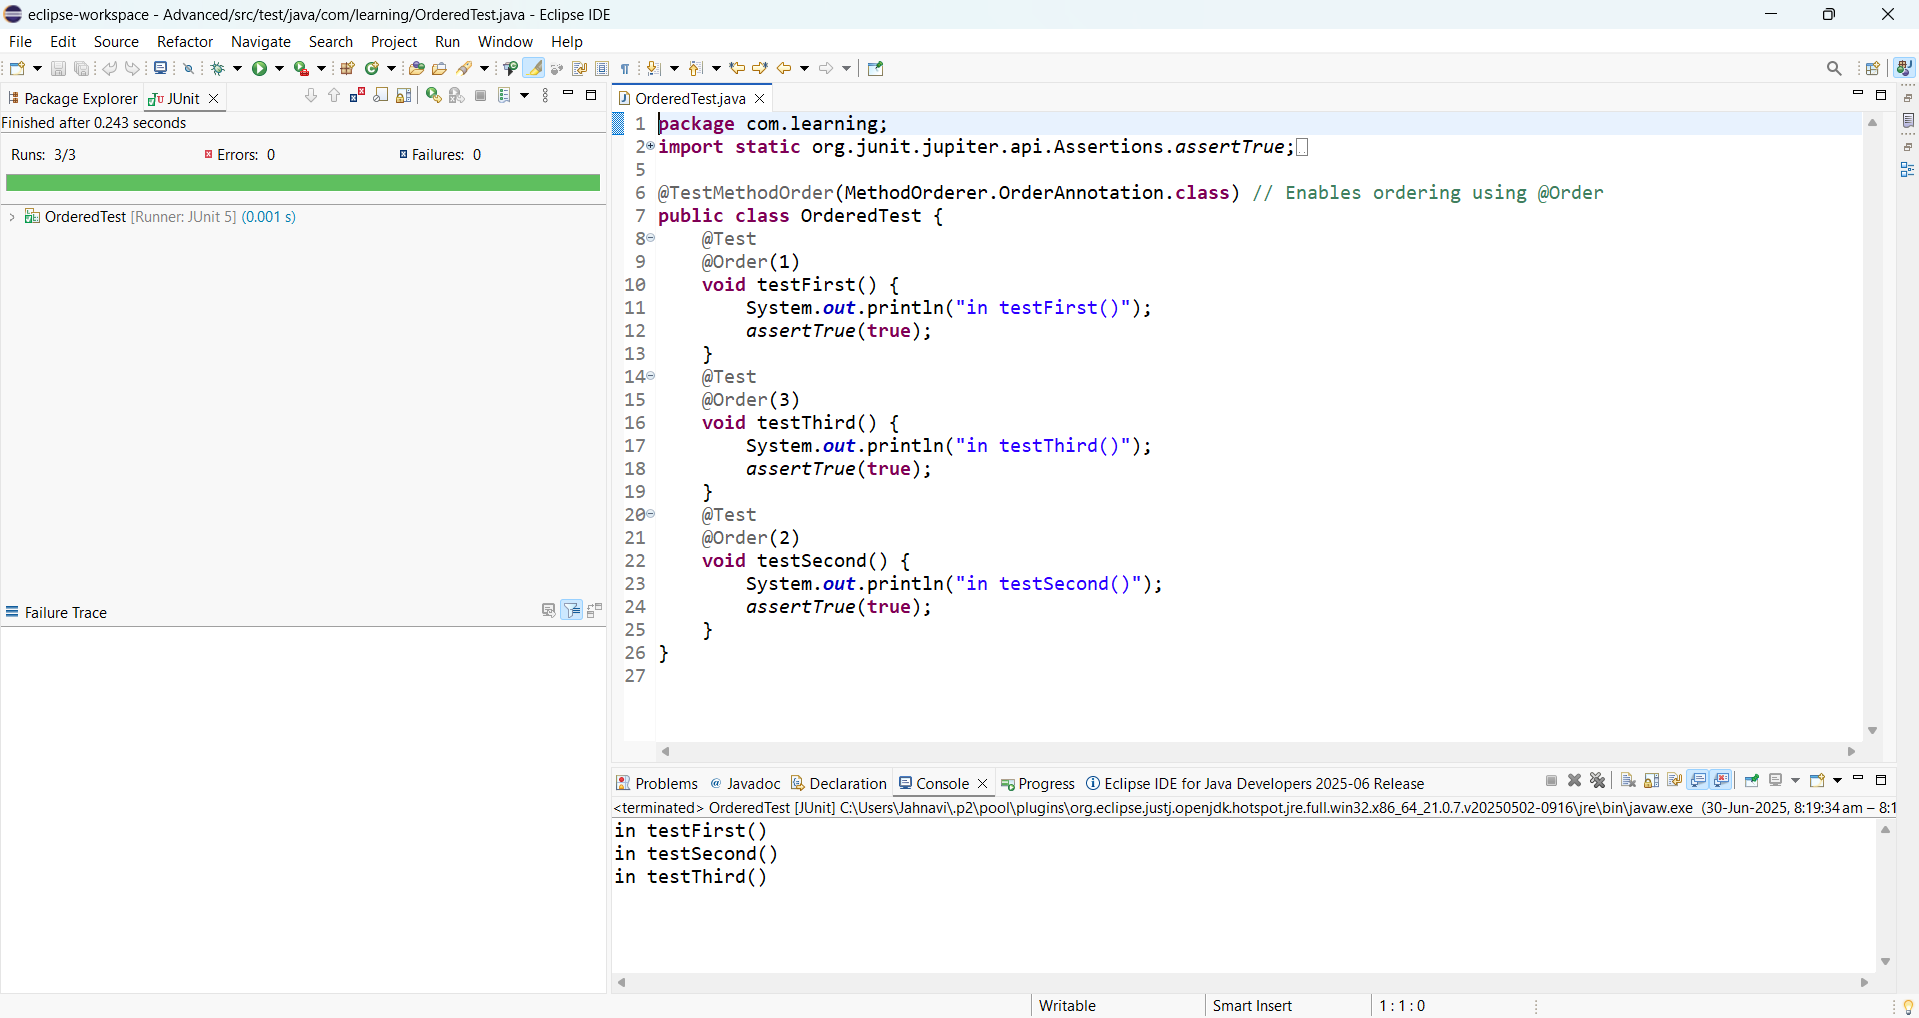 eclipse-workspace - Advanced/src/test/java/com/learning/OrderedTest.java - Eclipse IDE
File Edit Source Refactor Navigate Search Project Run Window Help
Package Explorer JUnit
Finished after 0.243 seconds
Runs: 3/3 Errors: 0 Failures: 0
OrderedTest [Runner: JUnit 5] (0.001 s)
Failure Trace
OrderedTest.java
1 package com.learning;
2 import static org.junit.jupiter.api.Assertions.assertTrue;
5
6 @TestMethodOrder(MethodOrderer.OrderAnnotation.class) // Enables ordering using @Order
7 public class OrderedTest {
8 @Test
9 @Order(1)
10 void testFirst() {
11 System.out.println("in testFirst()");
12 assertTrue(true);
13 }
14 @Test
15 @Order(3)
16 void testThird() {
17 System.out.println("in testThird()");
18 assertTrue(true);
19 }
20 @Test
21 @Order(2)
22 void testSecond() {
23 System.out.println("in testSecond()");
24 assertTrue(true);
25 }
26 }
27
Problems Javadoc Declaration Console Progress Eclipse IDE for Java Developers 2025-06 Release
<terminated> OrderedTest [JUnit] C:\Users\Jahnavi\.p2\pool\plugins\org.eclipse.justj.openjdk.hotspot.jre.full.win32.x86_64_21.0.7.v20250502-0916\jre\bin\javaw.exe (30-Jun-2025, 8:19:34 am – 8:1
in testFirst()
in testSecond()
in testThird()
Writable Smart Insert 1 : 1 : 0